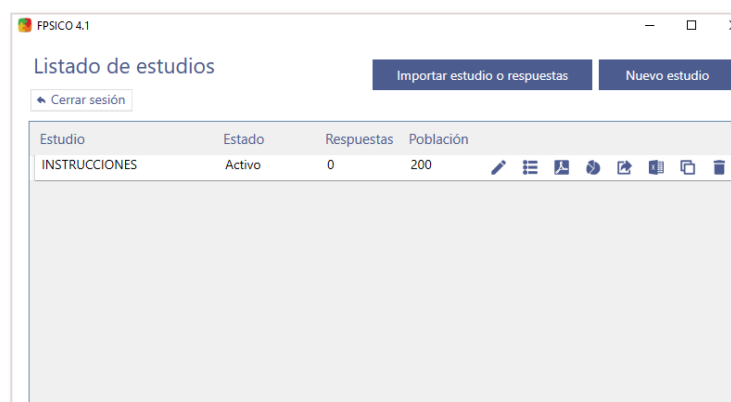 FPSICO 4.1
Listado de estudios
Importar estudio o respuestas
Nuevo estudio
Cerrar sesión
Estudio Estado Respuestas Población
INSTRUCCIONES Activo 0 200